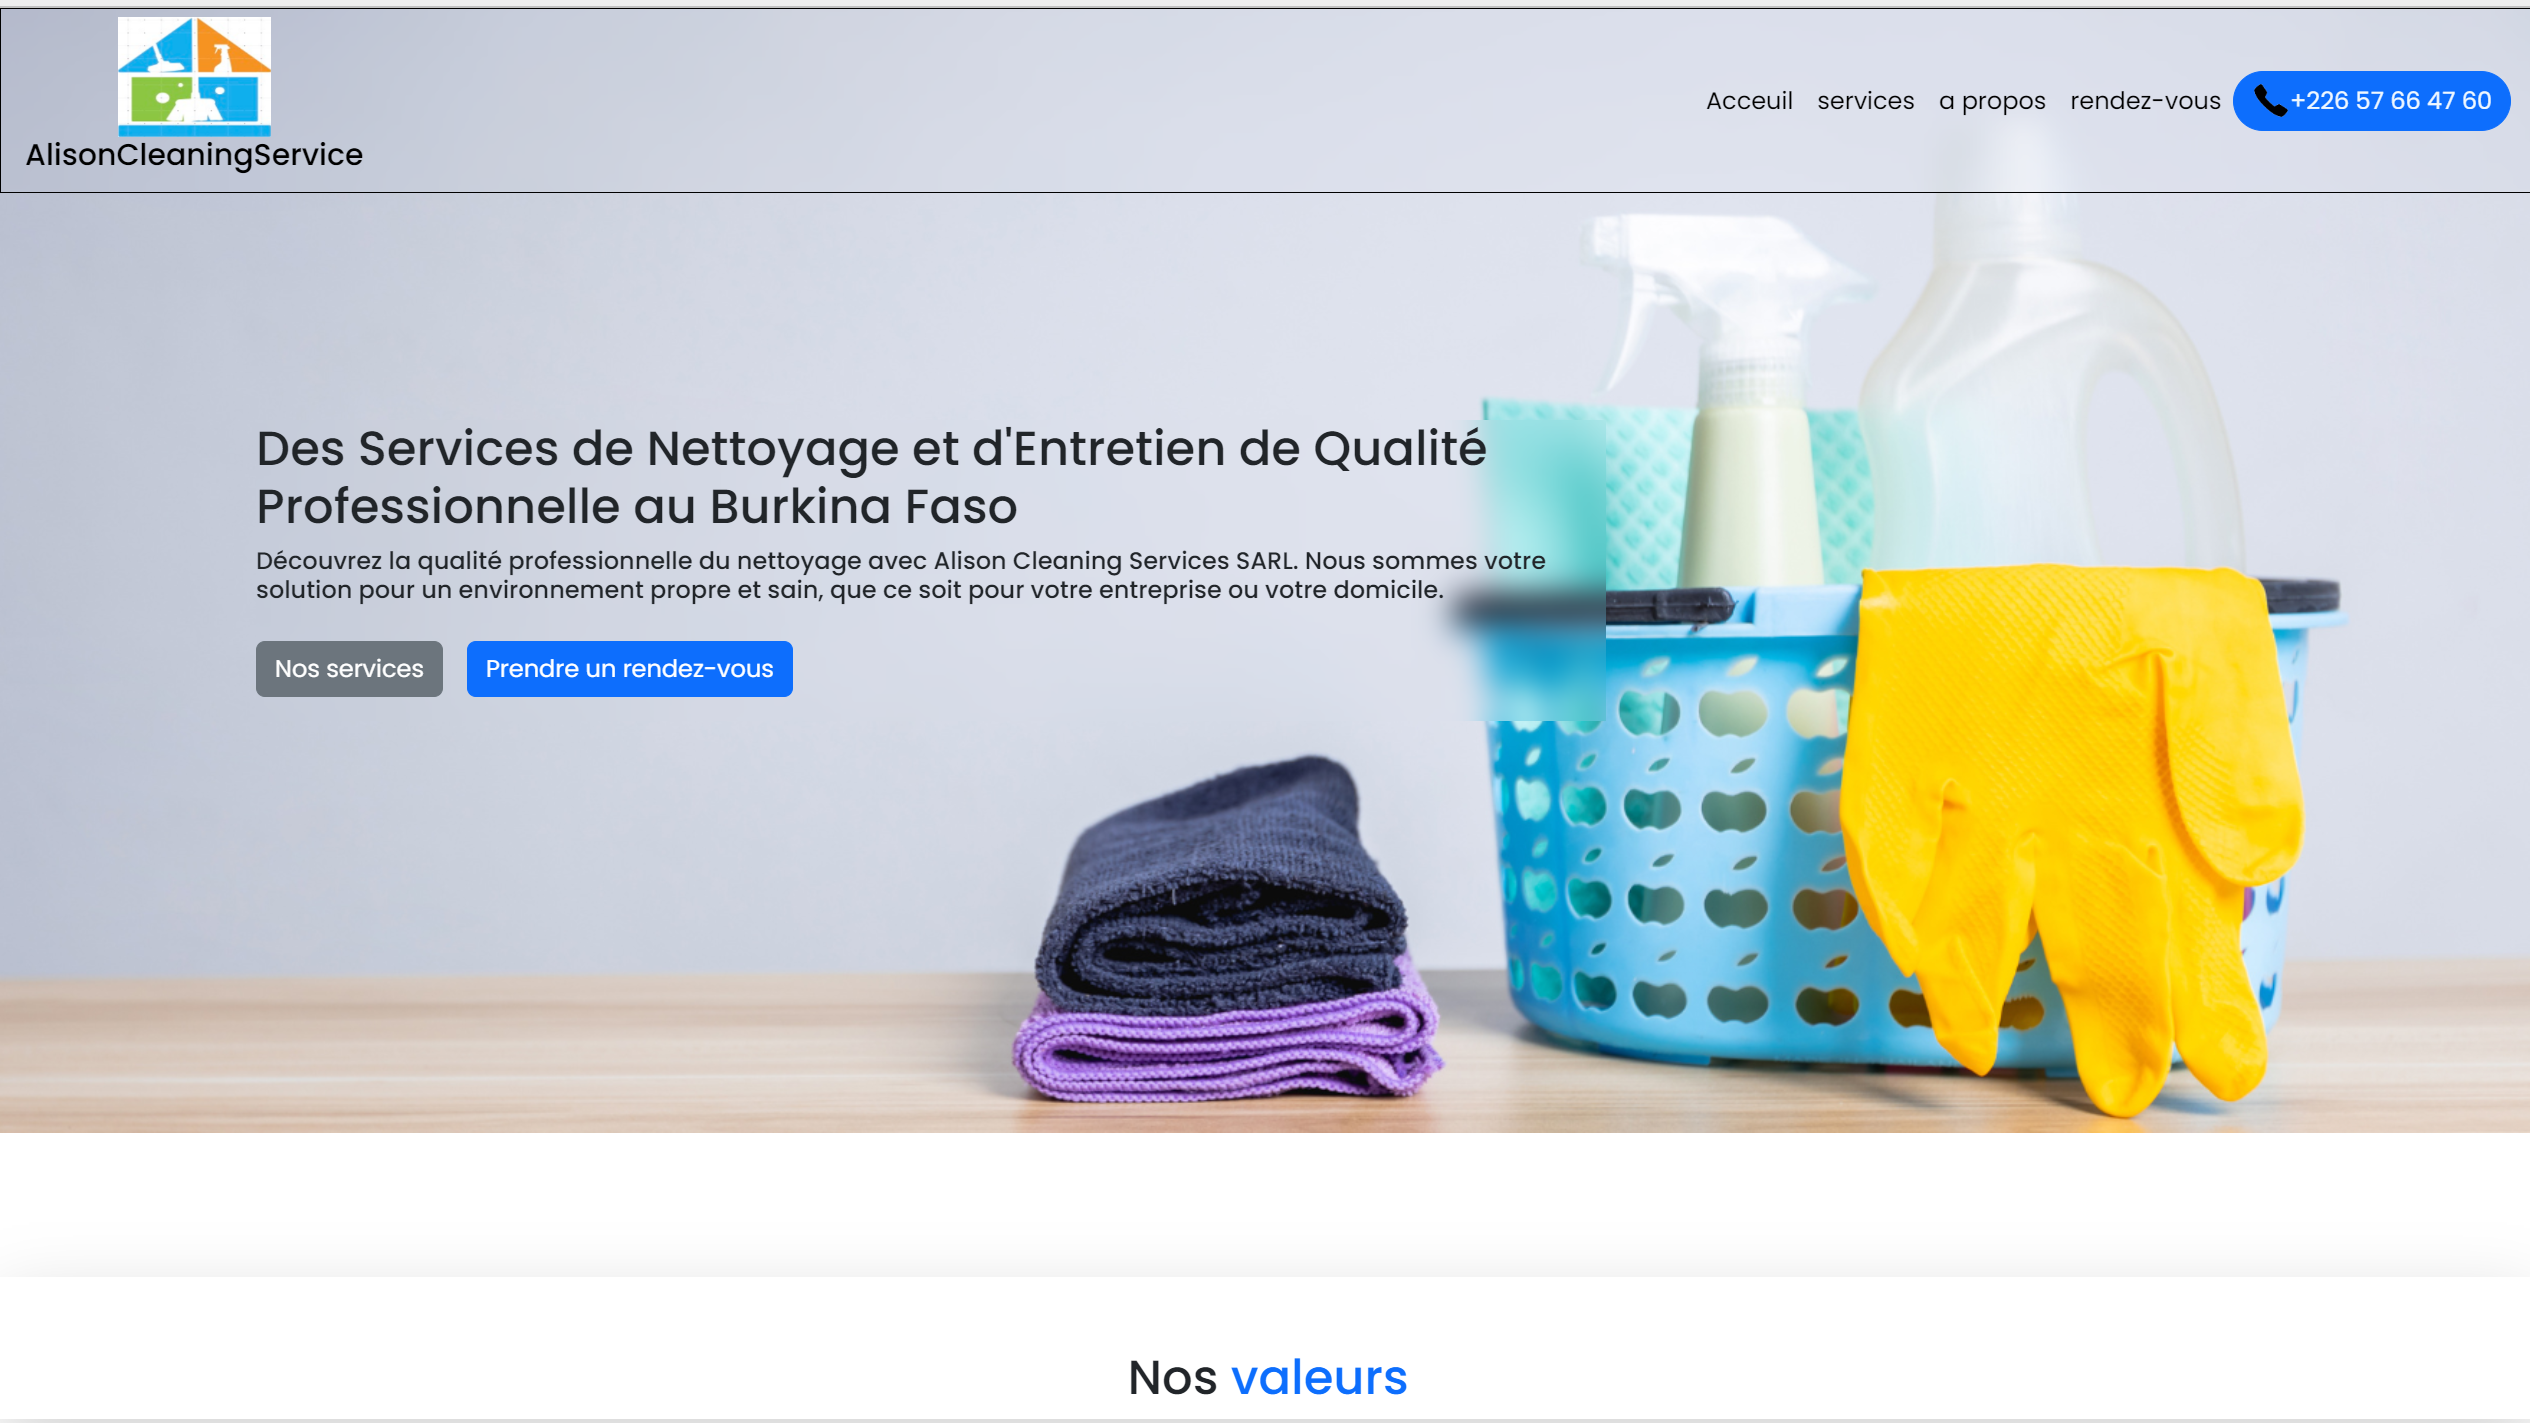 AlisonCleaningService
Acceuil services a propos rendez-vous +226 57 66 47 60
Des Services de Nettoyage et d'Entretien de Qualité
Professionnelle au Burkina Faso
Découvrez la qualité professionnelle du nettoyage avec Alison Cleaning Services SARL. Nous sommes votre
solution pour un environnement propre et sain, que ce soit pour votre entreprise ou votre domicile.
Nos services Prendre un rendez-vous
Nos valeurs